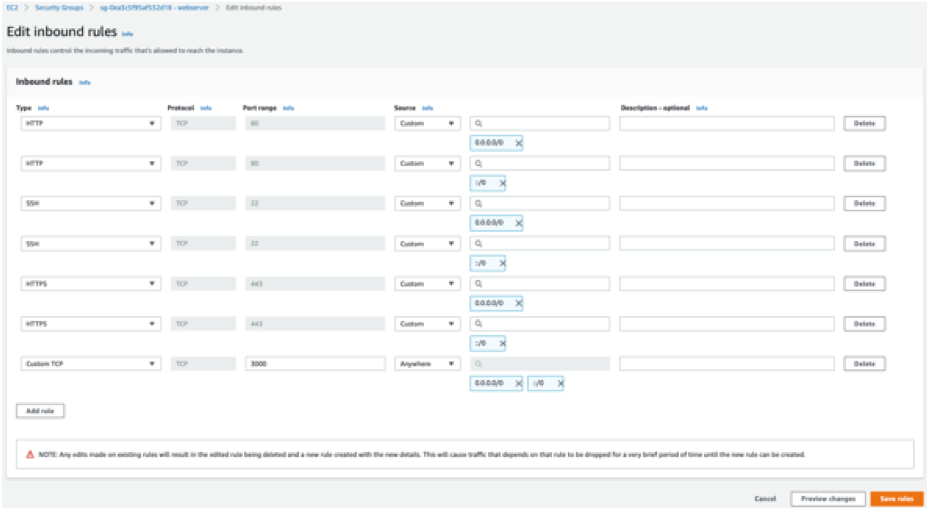 EC2 > Security Groups > sg-0ea3c5f95af532d18 - webserver > Edit inbound rules
Edit inbound rules Info
Inbound rules control the incoming traffic that's allowed to reach the instance.
Inbound rules Info
Type Info Protocol Info Port range Info Source Info Description - optional Info
HTTP TCP 80 Custom Delete
0.0.0.0/0
HTTP TCP 80 Custom Delete
::/0
SSH TCP 22 Custom Delete
0.0.0.0/0
SSH TCP 22 Custom Delete
::/0
HTTPS TCP 443 Custom Delete
0.0.0.0/0
HTTPS TCP 443 Custom Delete
::/0
Custom TCP TCP 3000 Anywhere Delete
0.0.0.0/0 ::/0
Add rule
NOTE: Any edits made on existing rules will result in the edited rule being deleted and a new rule created with the new details. This will cause traffic that depends on that rule to be dropped for a very brief period of time until the new rule can be created.
Cancel Preview changes Save rules